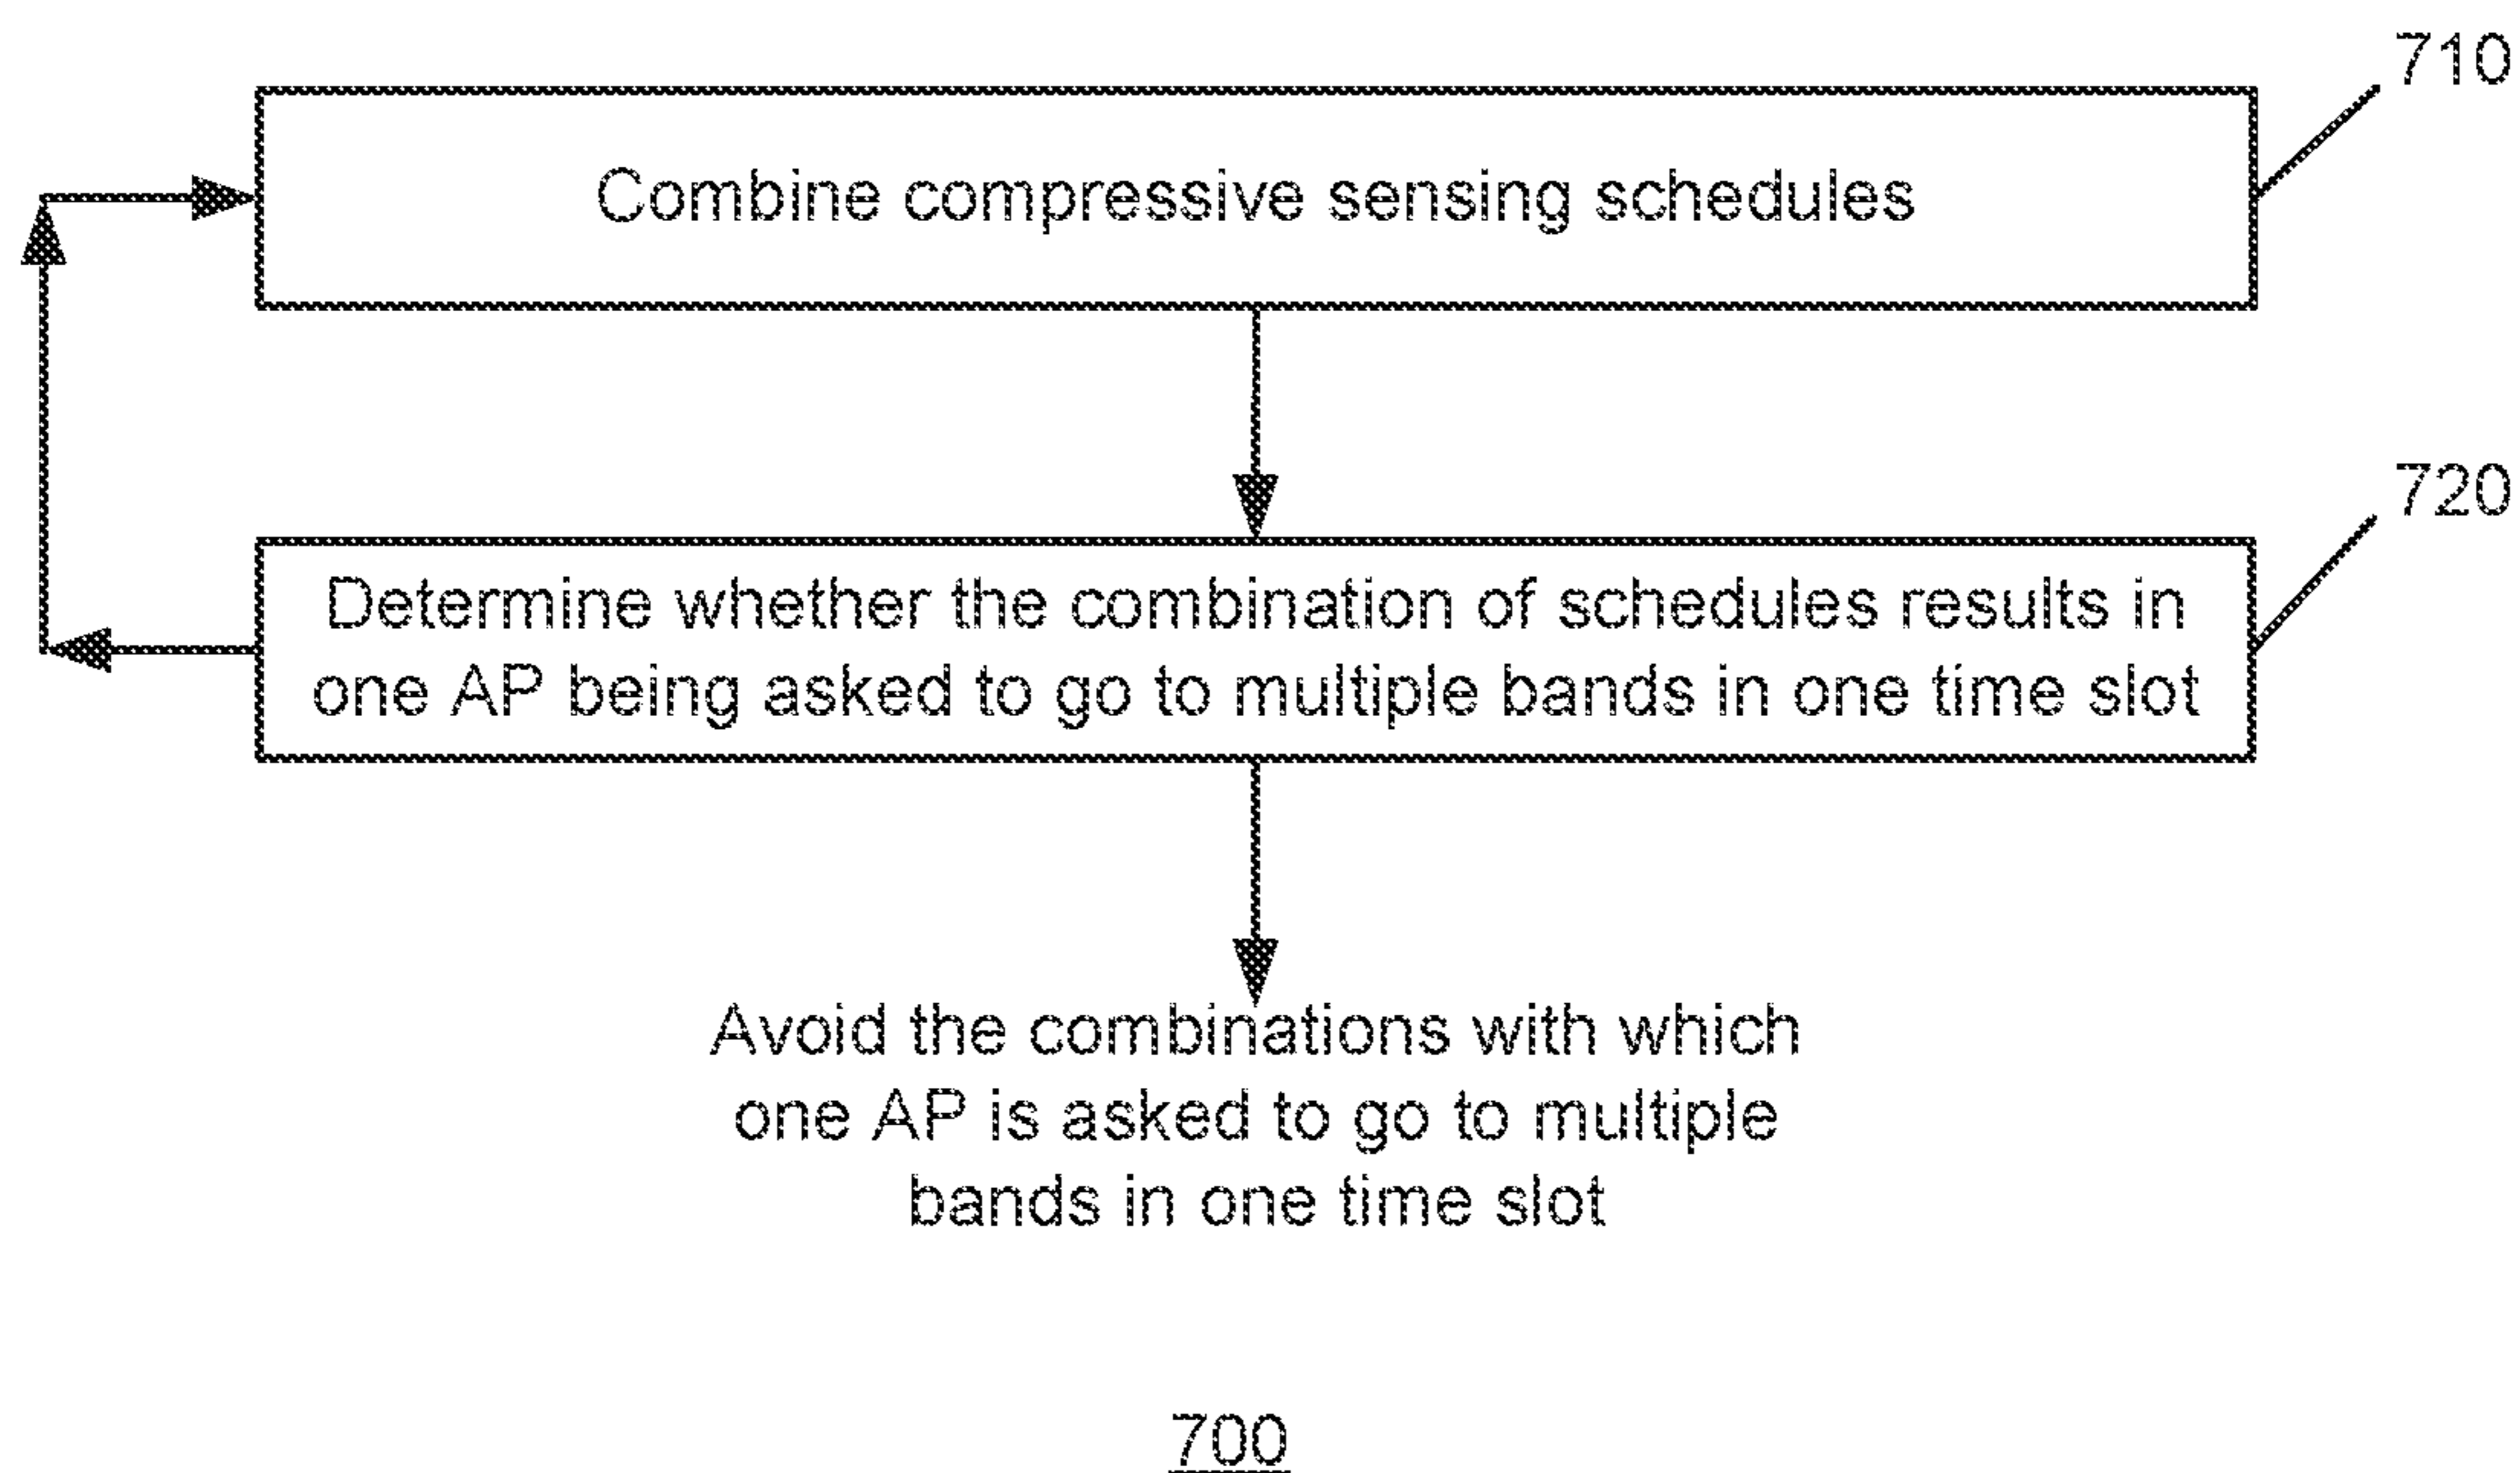 710
Combine compressive sensing schedules
720
Determine whether the combination of schedules results in
one AP being asked to go to multiple bands in one time slot
Avoid the combinations with which
one AP is asked to go to multiple
bands in one time slot
700